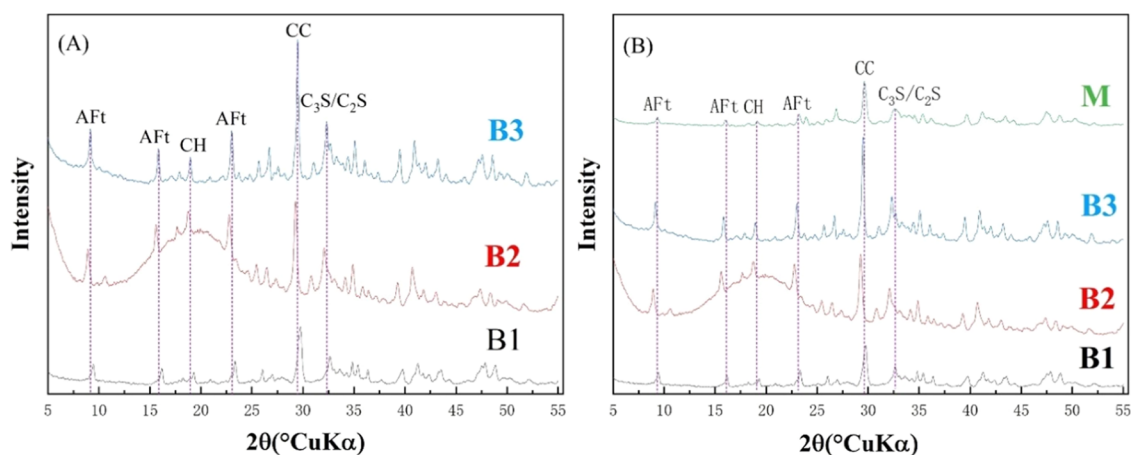 (A)
CC
C₃S/C₂S
AFt
AFt
CH
AFt
B3
B2
B1
Intensity
5 10 15 20 25 30 35 40 45 50 55
2θ(°CuKα)
(B)
M
CC
C₃S/C₂S
AFt
AFt
CH
AFt
B3
B2
B1
Intensity
5 10 15 20 25 30 35 40 45 50 55
2θ(°CuKα)